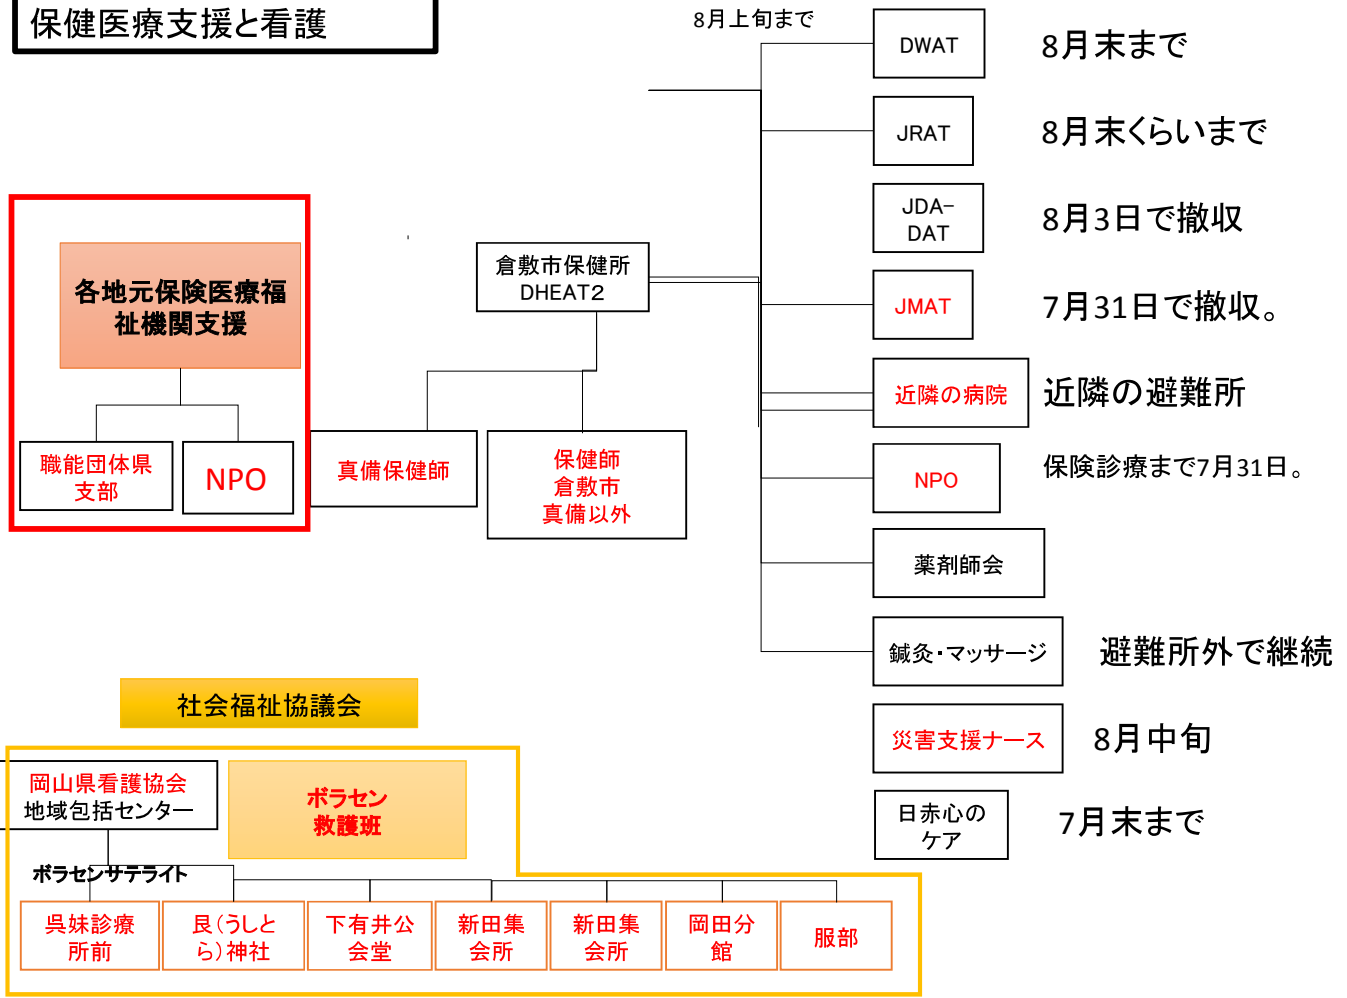 保健医療支援と看護
8月上旬まで
DWAT
8月末まで
JRAT
8月末くらいまで
JDA-
DAT
8月3日で撤収
各地元保険医療福
祉機関支援
倉敷市保健所
DHEAT2
JMAT
7月31日で撤収。
近隣の病院
近隣の避難所
職能団体県
支部
NPO
真備保健師
保健師
倉敷市
真備以外
NPO
保険診療まで7月31日。
薬剤師会
鍼灸・マッサージ
避難所外で継続
社会福祉協議会
災害支援ナース
8月中旬
岡山県看護協会
地域包括センター
ボラセン
救護班
日赤心の
ケア
7月末まで
ボラセンサテライト
呉妹診療
所前
艮(うしと
ら)神社
下有井公
会堂
新田集
会所
新田集
会所
岡田分
館
服部